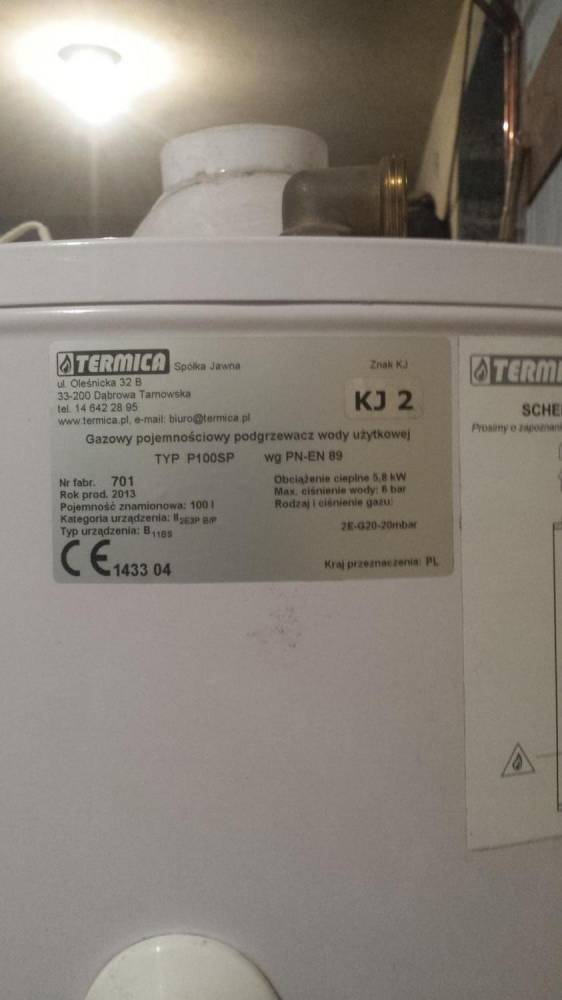 TERMICA Spółka Jawna
ul. Oleśnicka 32 B
33-200 Dąbrowa Tarnowska
tel. 14 642 28 95
www.termica.pl, e-mail: biuro@termica.pl
Znak KJ
KJ 2
Gazowy pojemnościowy podgrzewacz wody użytkowej
TYP P100SP wg PN-EN 89
Nr fabr. 701
Rok prod. 2013
Pojemność znamionowa: 100 l
Kategoria urządzenia: II2E3P B/P
Typ urządzenia: B11BS
CE 1433 04
Obciążenie cieplne 5,8 kW
Max. ciśnienie wody: 6 bar
Rodzaj i ciśnienie gazu:
2E-G20-20mbar
Kraj przeznaczenia: PL
TERMI
SCHE
Prosimy o zapoznani